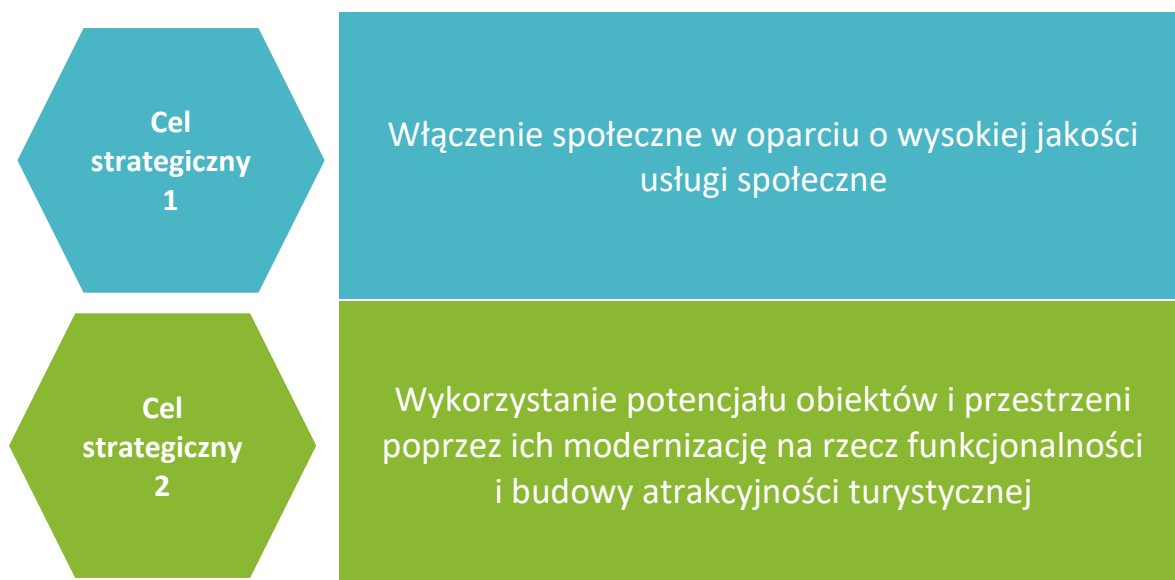 Cel
strategiczny
1
Włączenie społeczne w oparciu o wysokiej jakości
usługi społeczne
Cel
strategiczny
2
Wykorzystanie potencjału obiektów i przestrzeni
poprzez ich modernizację na rzecz funkcjonalności
i budowy atrakcyjności turystycznej